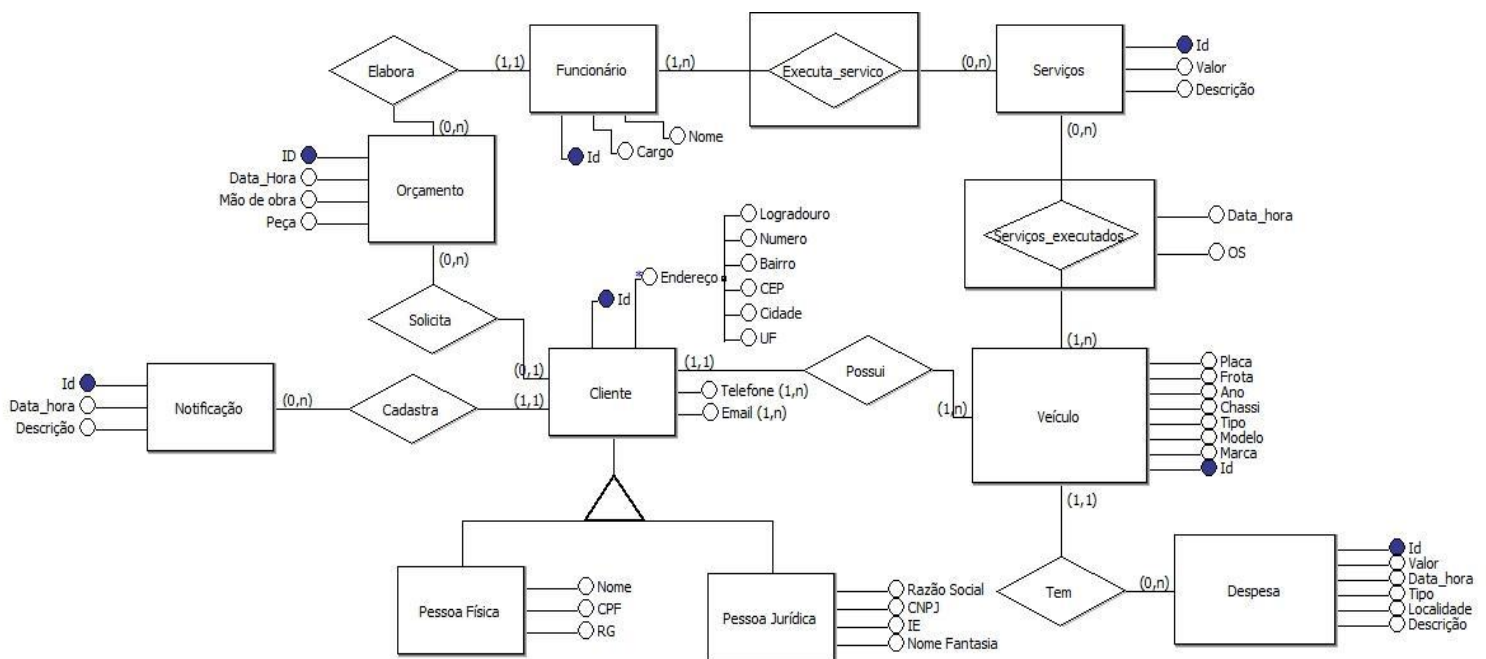 Elabora
(1,1)
Funcionário
(1,n)
Executa_servico
(0,n)
Serviços
Id
Valor
Descrição
Nome
Cargo
Id
(0,n)
ID
Data_Hora
Mão de obra
Peça
Orçamento
(0,n)
(0,n)
Serviços_executados
Data_hora
OS
Logradouro
Numero
Bairro
CEP
Cidade
UF
* Endereço
Id
Solicita
(0,1)
Id
Data_hora
Descrição
Notificação
(0,n)
Cadastra
(1,1)
Cliente
(1,1)
Telefone (1,n)
Email (1,n)
Possui
(1,n)
(1,n)
Veículo
Placa
Frota
Ano
Chassi
Tipo
Modelo
Marca
Id
(1,1)
Pessoa Física
Nome
CPF
RG
Pessoa Jurídica
Razão Social
CNPJ
IE
Nome Fantasia
Tem
(0,n)
Despesa
Id
Valor
Data_hora
Tipo
Localidade
Descrição